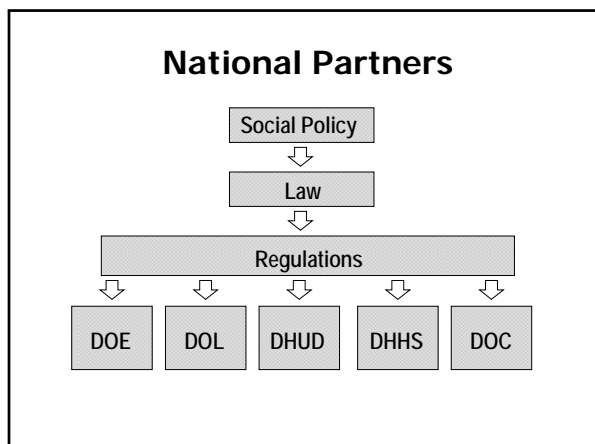 National Partners
Social Policy
Law
Regulations
DOE DOL DHUD DHHS DOC